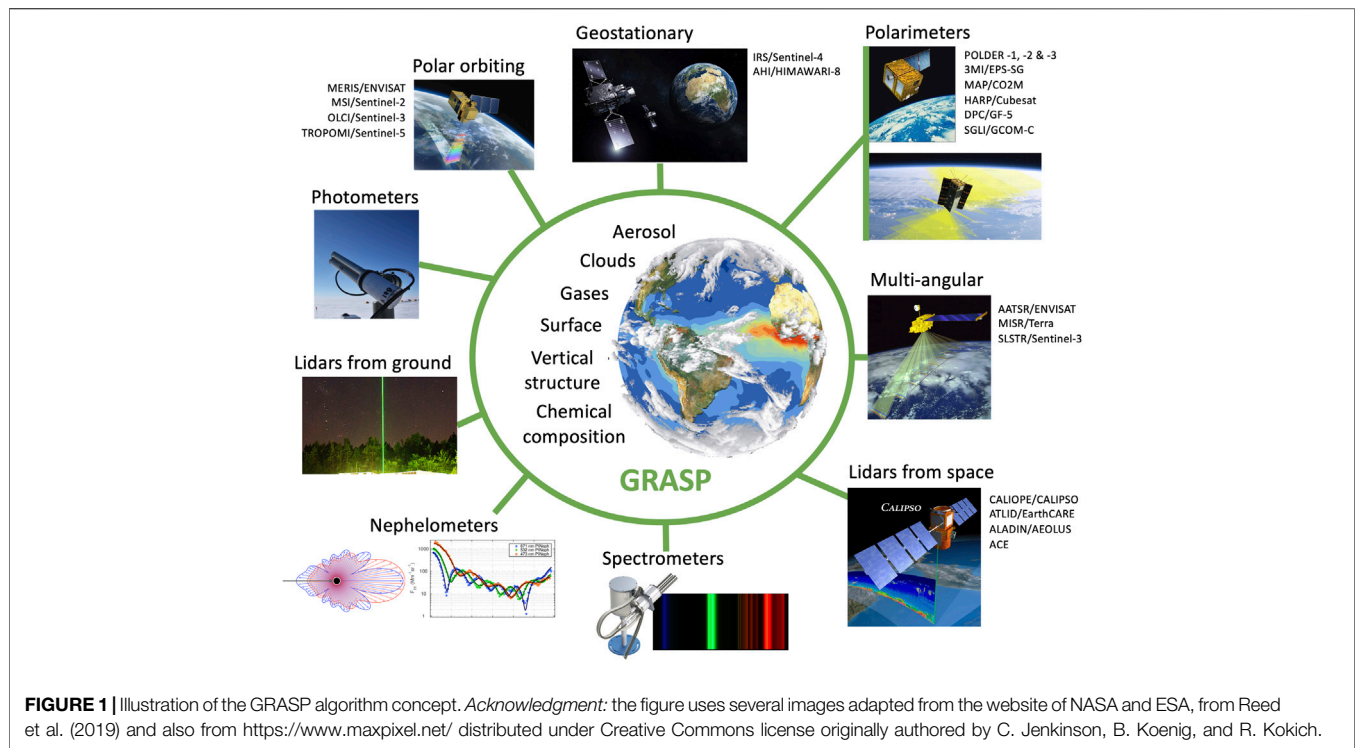 Geostationary
IRS/Sentinel-4
AHI/HIMAWARI-8
Polarimeters
POLDER -1, -2 & -3
3MI/EPS-SG
MAP/CO2M
HARP/Cubesat
DPC/GF-5
SGLI/GCOM-C
Polar orbiting
MERIS/ENVISAT
MSI/Sentinel-2
OLCI/Sentinel-3
TROPOMI/Sentinel-5
Photometers
Aerosol
Clouds
Gases
Surface
Vertical
structure
Chemical
composition
GRASP
Multi-angular
AATSR/ENVISAT
MISR/Terra
SLSTR/Sentinel-3
Lidars from ground
Lidars from space
CALIPSO
CALIOPE/CALIPSO
ATLID/EarthCARE
ALADIN/AEOLUS
ACE
Nephelometers
1000
100
10
1
Spectrometers
FIGURE 1 | Illustration of the GRASP algorithm concept. Acknowledgment: the figure uses several images adapted from the website of NASA and ESA, from Reed
et al. (2019) and also from https://www.maxpixel.net/ distributed under Creative Commons license originally authored by C. Jenkinson, B. Koenig, and R. Kokich.